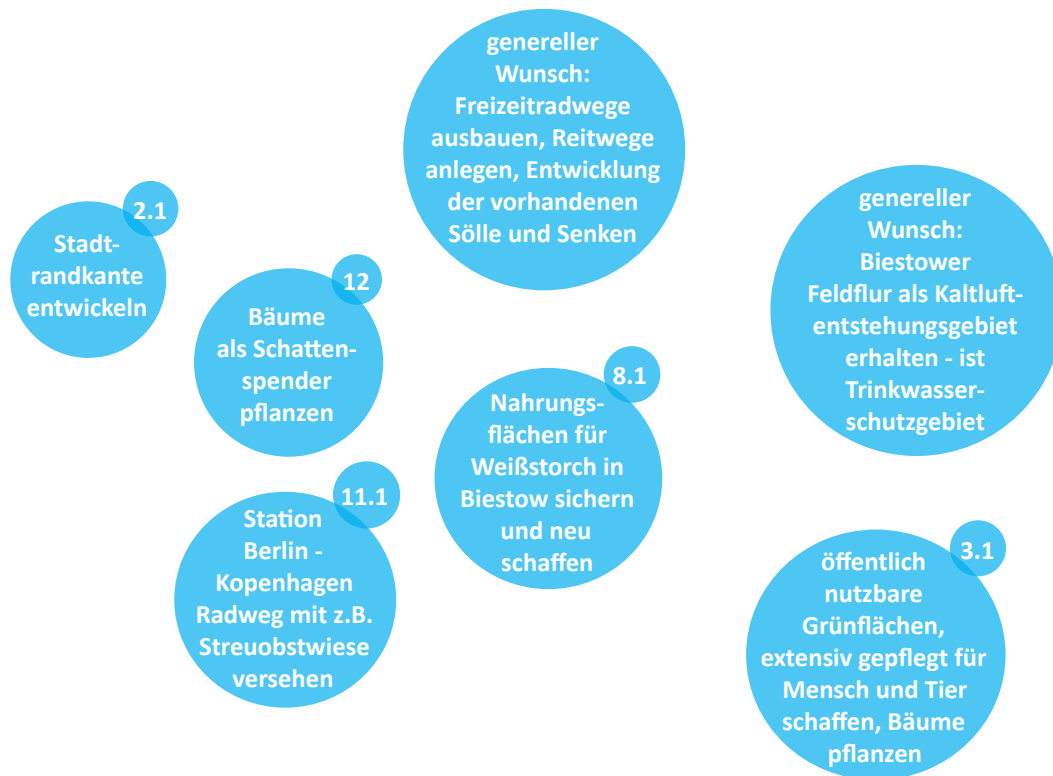 genereller
Wunsch:
Freizeitradwege
ausbauen, Reitwege
anlegen, Entwicklung
der vorhandenen
Sölle und Senken
2.1
Stadt-
randkante
entwickeln
12
Bäume
als Schatten-
spender
pflanzen
genereller
Wunsch:
Biestower
Feldflur als Kaltluft-
entstehungsgebiet
erhalten - ist
Trinkwasser-
schutzgebiet
8.1
Nahrungs-
flächen für
Weißstorch in
Biestow sichern
und neu
schaffen
11.1
Station
Berlin -
Kopenhagen
Radweg mit z.B.
Streuobstwiese
versehen
3.1
öffentlich
nutzbare
Grünflächen,
extensiv gepflegt für
Mensch und Tier
schaffen, Bäume
pflanzen